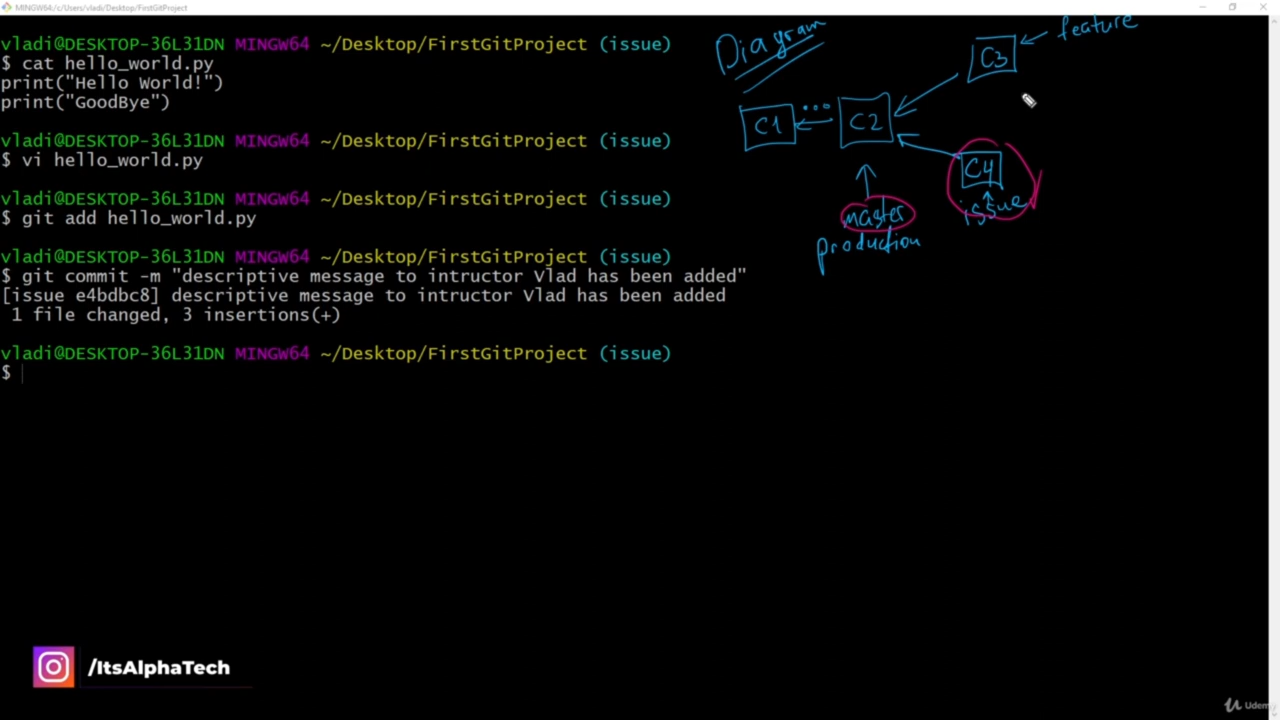 MINGW64:/c/Users/vladi/Desktop/FirstGitProject
vladi@DESKTOP-36L31DN MINGW64 ~/Desktop/FirstGitProject (issue)
$ cat hello_world.py
print("Hello World!")
print("GoodBye")
vladi@DESKTOP-36L31DN MINGW64 ~/Desktop/FirstGitProject (issue)
$ vi hello_world.py
vladi@DESKTOP-36L31DN MINGW64 ~/Desktop/FirstGitProject (issue)
$ git add hello_world.py
vladi@DESKTOP-36L31DN MINGW64 ~/Desktop/FirstGitProject (issue)
$ git commit -m "descriptive message to intructor Vlad has been added"
[issue e4bdbc8] descriptive message to intructor Vlad has been added
1 file changed, 3 insertions(+)
vladi@DESKTOP-36L31DN MINGW64 ~/Desktop/FirstGitProject (issue)
$
Diagram
feature
C3
C1 ... C2
C4
issue
master
production
/ItsAlphaTech
Udemy